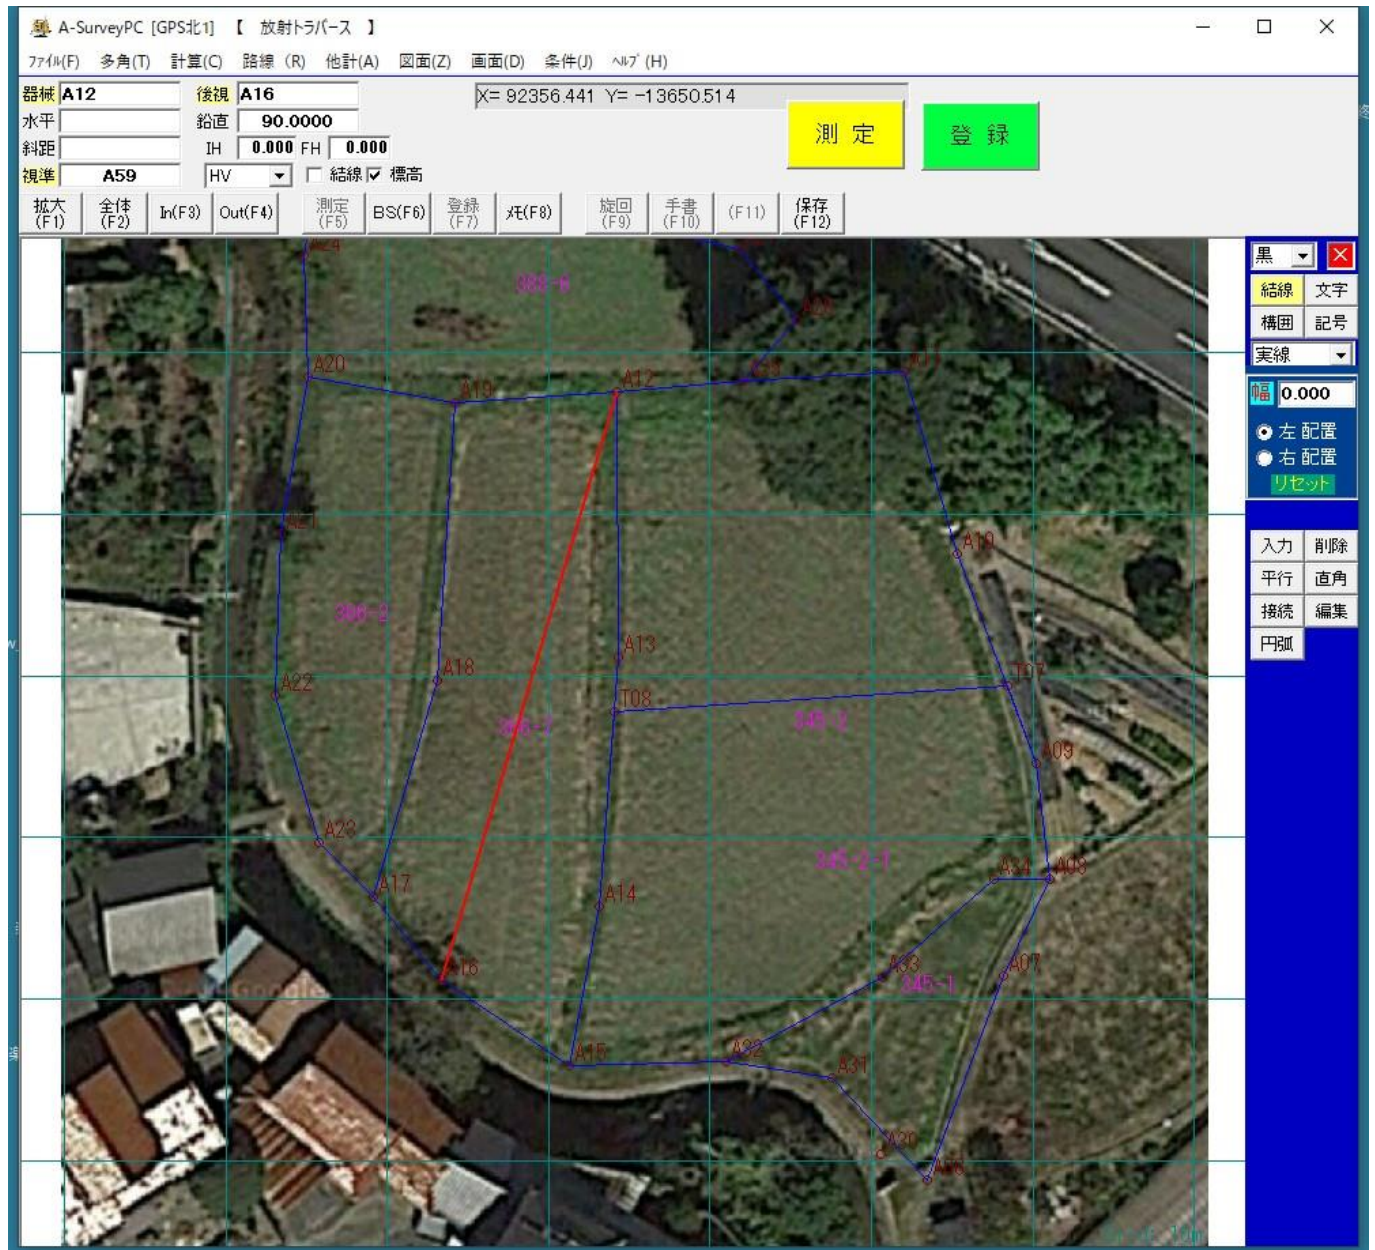 A-SurveyPC [GPS北1] 【 放射トラバース 】
ファイル(F) 多角(T) 計算(C) 路線 (R) 他計(A) 図面(Z) 画面(D) 条件(J) ヘルプ(H)
器械 A12 後視 A16 X= 92356.441 Y= -13650.514
水平 鉛直 90.0000 測 定 登 録
斜距 IH 0.000 FH 0.000
視準 A59 HV 結線 標高
拡大(F1) 全体(F2) In(F3) Out(F4) 測定(F5) BS(F6) 登録(F7) メモ(F8) 旋回(F9) 手書(F10) (F11) 保存(F12)
黒
結線 文字
構囲 記号
実線
幅 0.000
左 配置
右 配置
リセット
入力 削除
平行 直角
接続 編集
円弧
A24
383-6
A20
A19
A12
A11
A21
A10
386-2
A13
A18
A22
T08
T07
345-2
A09
A23
345-2-1
A34
A08
A17
A14
A16
A33
A07
345-1
A15
A32
A31
A30